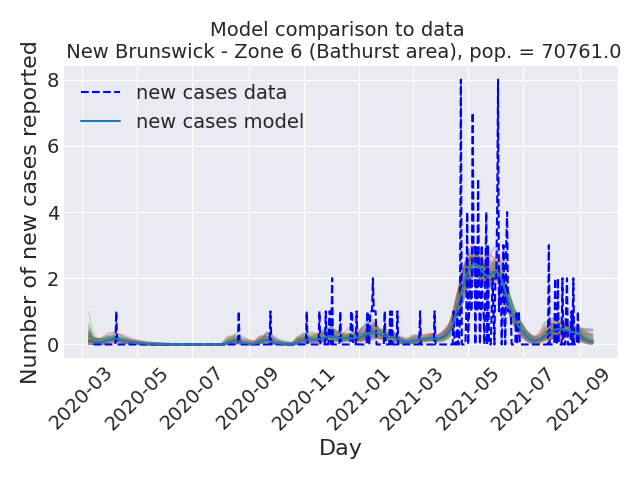 Model comparison to data
New Brunswick - Zone 6 (Bathurst area), pop. = 70761.0
Number of new cases reported
8
6
4
2
0
new cases data
new cases model
2020-03
2020-05
2020-07
2020-09
2020-11
2021-01
2021-03
2021-05
2021-07
2021-09
Day